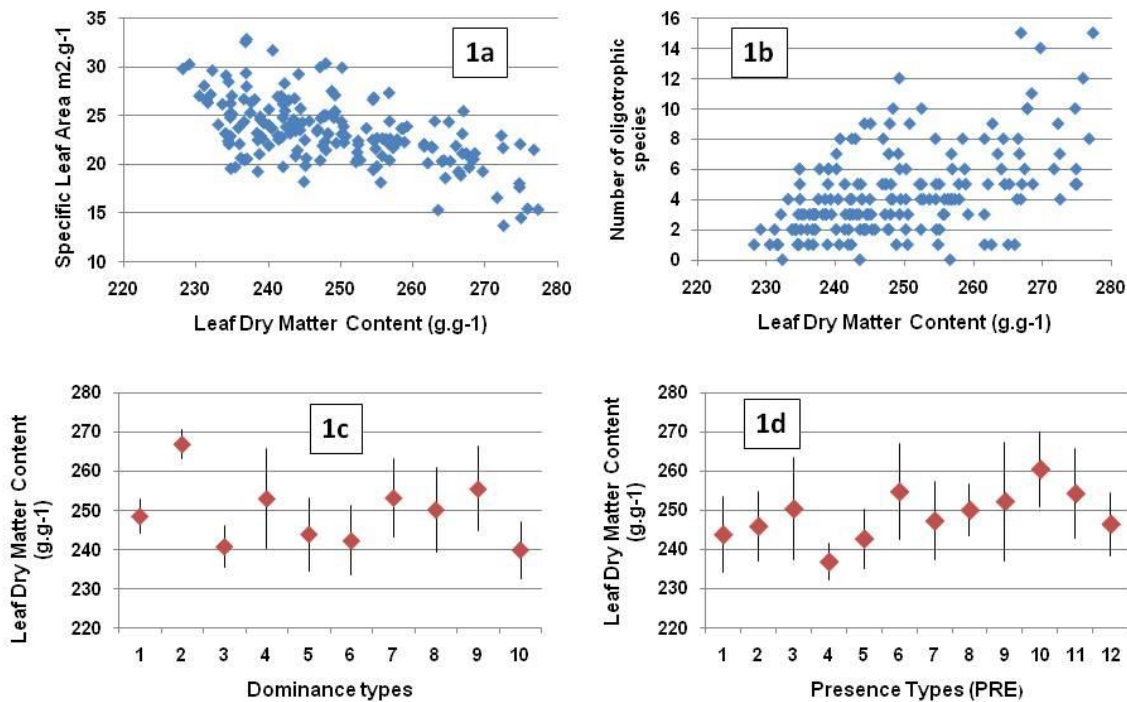 1a
Specific Leaf Area m2.g-1
35
30
25
20
15
10
220 230 240 250 260 270 280
Leaf Dry Matter Content (g.g-1)
1b
Number of oligotrophic
species
16
14
12
10
8
6
4
2
0
220 230 240 250 260 270 280
Leaf Dry Matter Content (g.g-1)
1c
Leaf Dry Matter Content
(g.g-1)
280
270
260
250
240
230
220
1 2 3 4 5 6 7 8 9 10
Dominance types
1d
Leaf Dry Matter Content
(g.g-1)
280
270
260
250
240
230
220
1 2 3 4 5 6 7 8 9 10 11 12
Presence Types (PRE)